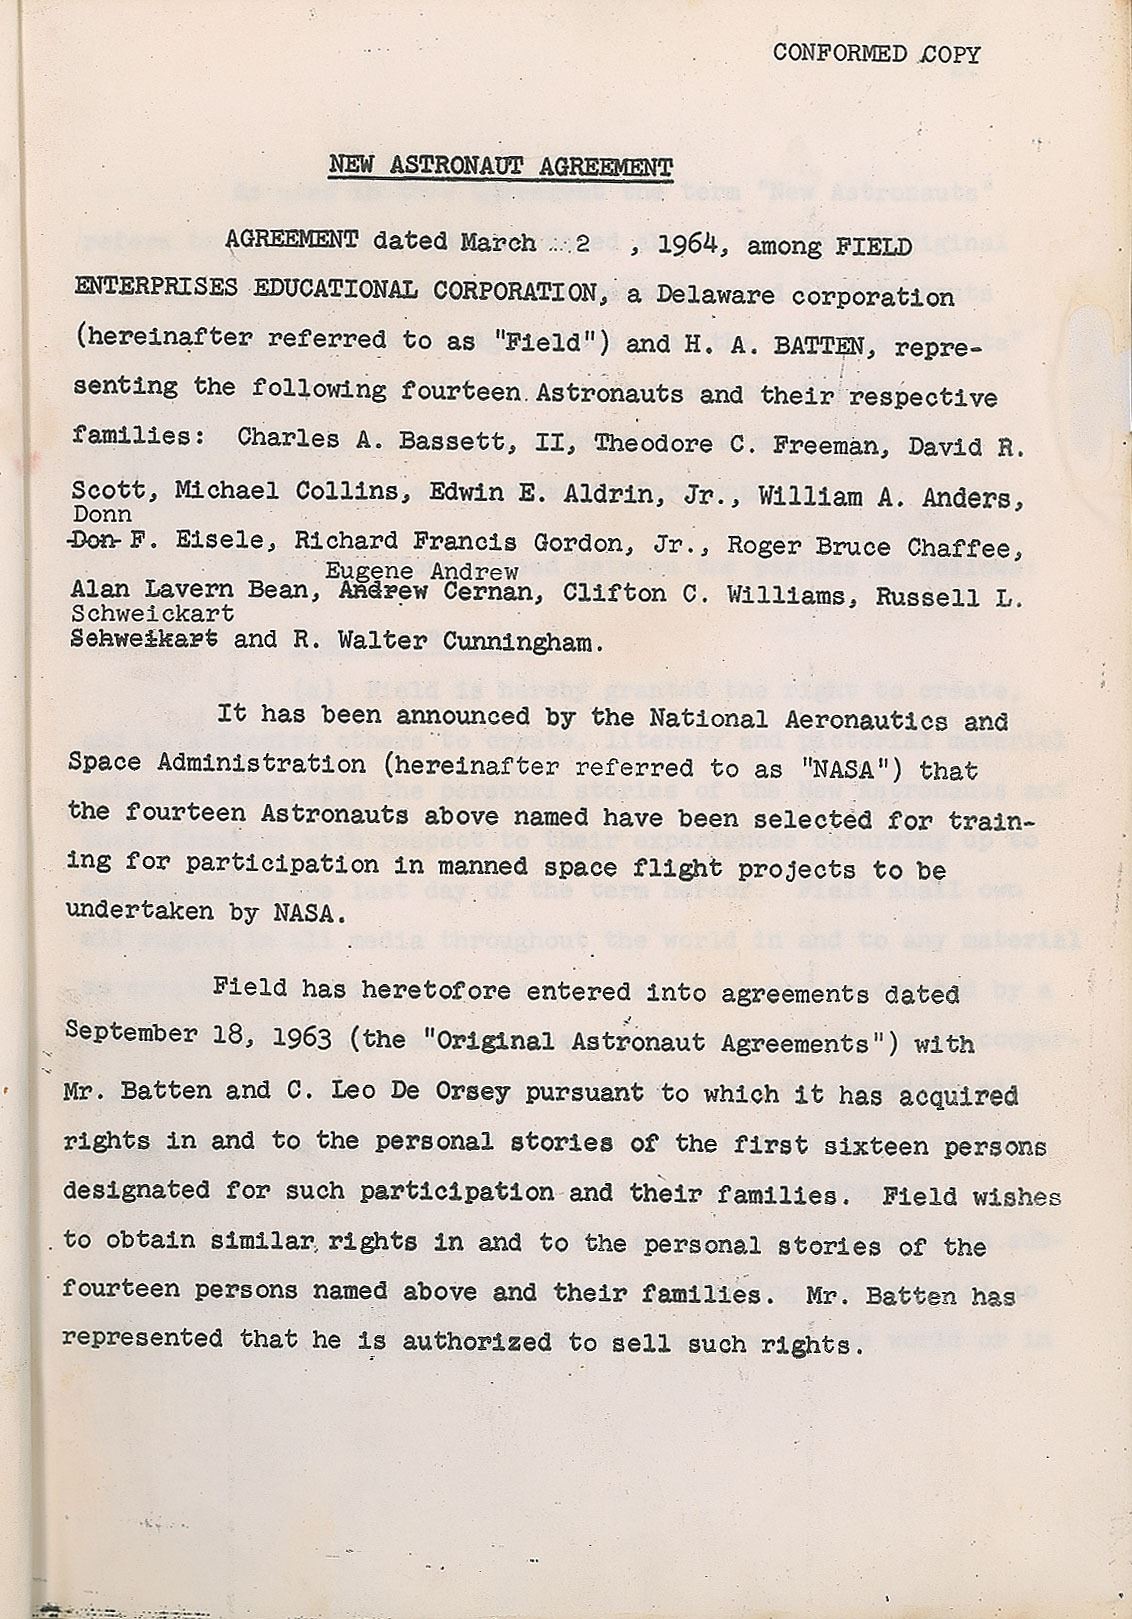 CONFORMED COPY
NEW ASTRONAUT AGREEMENT
AGREEMENT dated March 2 , 1964, among FIELD
ENTERPRISES EDUCATIONAL CORPORATION, a Delaware corporation
(hereinafter referred to as "Field") and H. A. BATTEN, repre-
senting the following fourteen Astronauts and their respective
families: Charles A. Bassett, II, Theodore C. Freeman, David R.
Scott, Michael Collins, Edwin E. Aldrin, Jr., William A. Anders,
Donn
Don F. Eisele, Richard Francis Gordon, Jr., Roger Bruce Chaffee,
Eugene Andrew
Alan Lavern Bean, Andrew Cernan, Clifton C. Williams, Russell L.
Schweickart
Schweikart and R. Walter Cunningham.
It has been announced by the National Aeronautics and
Space Administration (hereinafter referred to as "NASA") that
the fourteen Astronauts above named have been selected for train-
ing for participation in manned space flight projects to be
undertaken by NASA.
Field has heretofore entered into agreements dated
September 18, 1963 (the "Original Astronaut Agreements") with
Mr. Batten and C. Leo De Orsey pursuant to which it has acquired
rights in and to the personal stories of the first sixteen persons
designated for such participation and their families. Field wishes
to obtain similar rights in and to the personal stories of the
fourteen persons named above and their families. Mr. Batten has
represented that he is authorized to sell such rights.